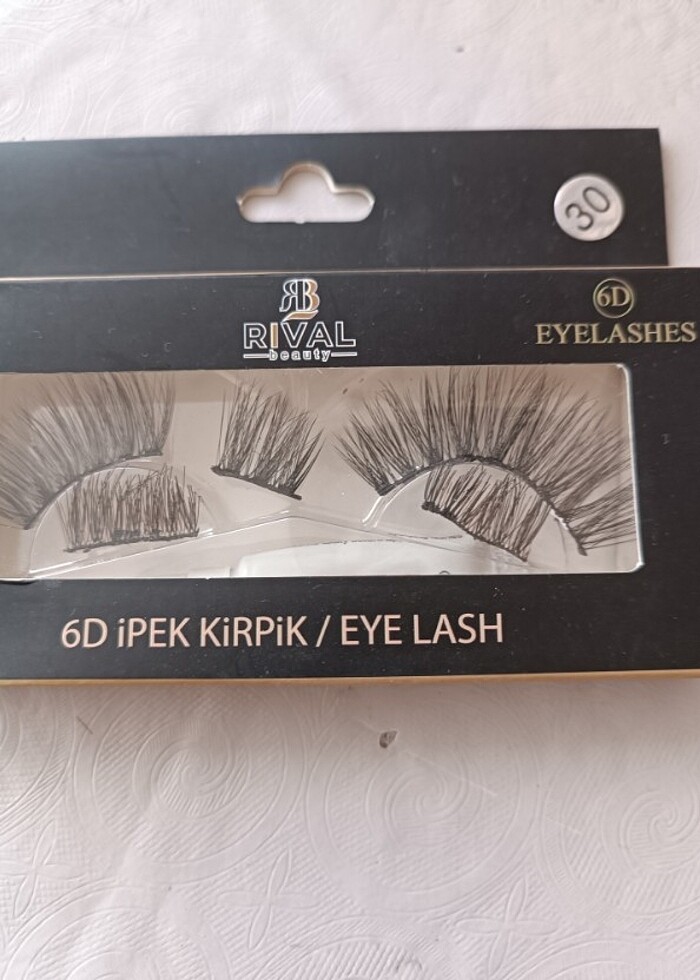 30
RB
RIVAL
beauty
6D
EYELASHES
6D iPEK KiRPiK / EYE LASH